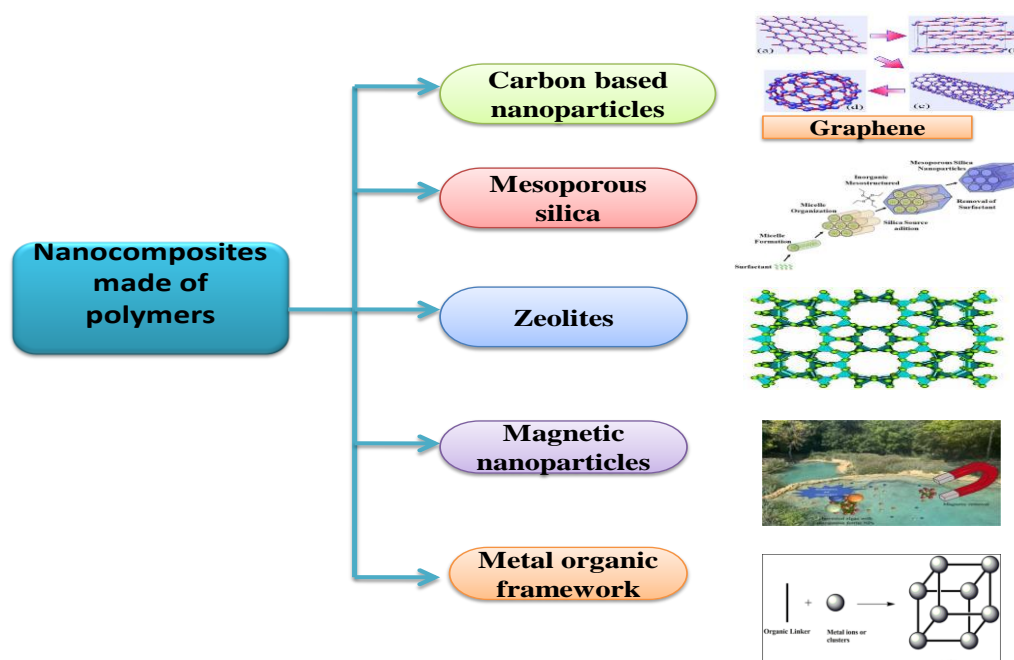 Nanocomposites
made of
polymers
Carbon based
nanoparticles
(a)
(d)
(c)
Graphene
Mesoporous
silica
Mesoporous Silica
Nanoparticles
Inorganic
Mesostructured
Removal of
Surfactant
Micelle
Organization
Silica Source
adition
Micelle
Formation
Surfactant
Zeolites
Magnetic
nanoparticles
Magnetic removal
Metal organic
framework
+
Organic Linker
Metal ions or
clusters